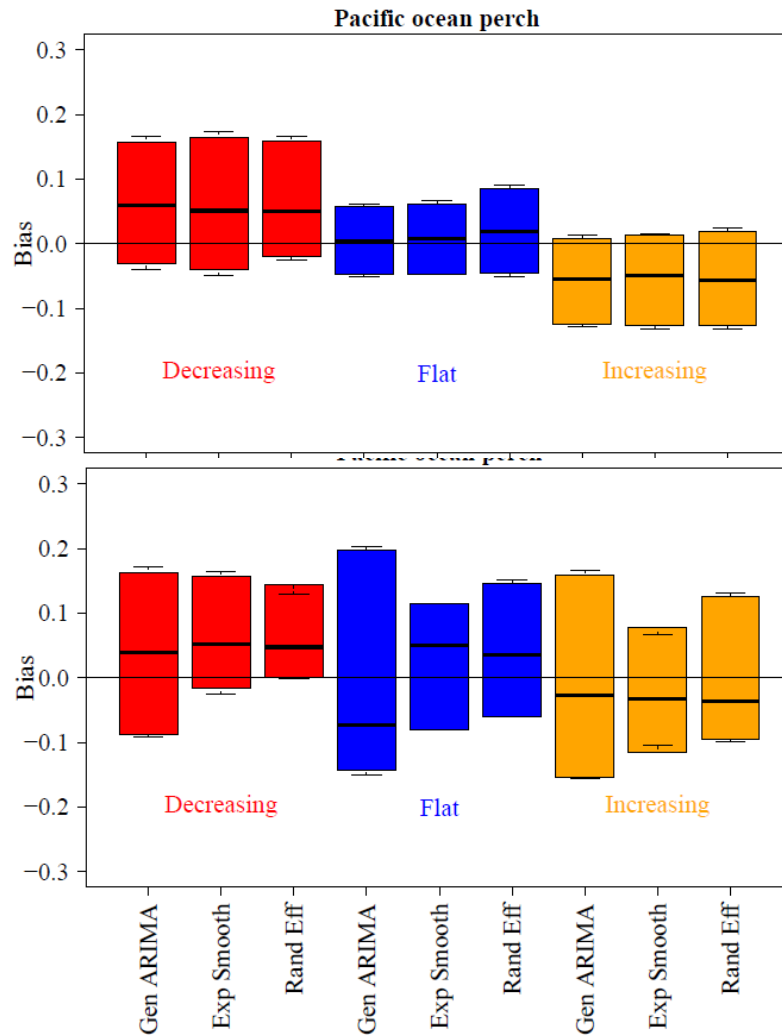 Pacific ocean perch
0.3
0.2
0.1
0.0
−0.1
−0.2
−0.3
Bias
Decreasing
Flat
Increasing
Pacific ocean perch
0.3
0.2
0.1
0.0
−0.1
−0.2
−0.3
Bias
Decreasing
Flat
Increasing
Gen ARIMA
Exp Smooth
Rand Eff
Gen ARIMA
Exp Smooth
Rand Eff
Gen ARIMA
Exp Smooth
Rand Eff